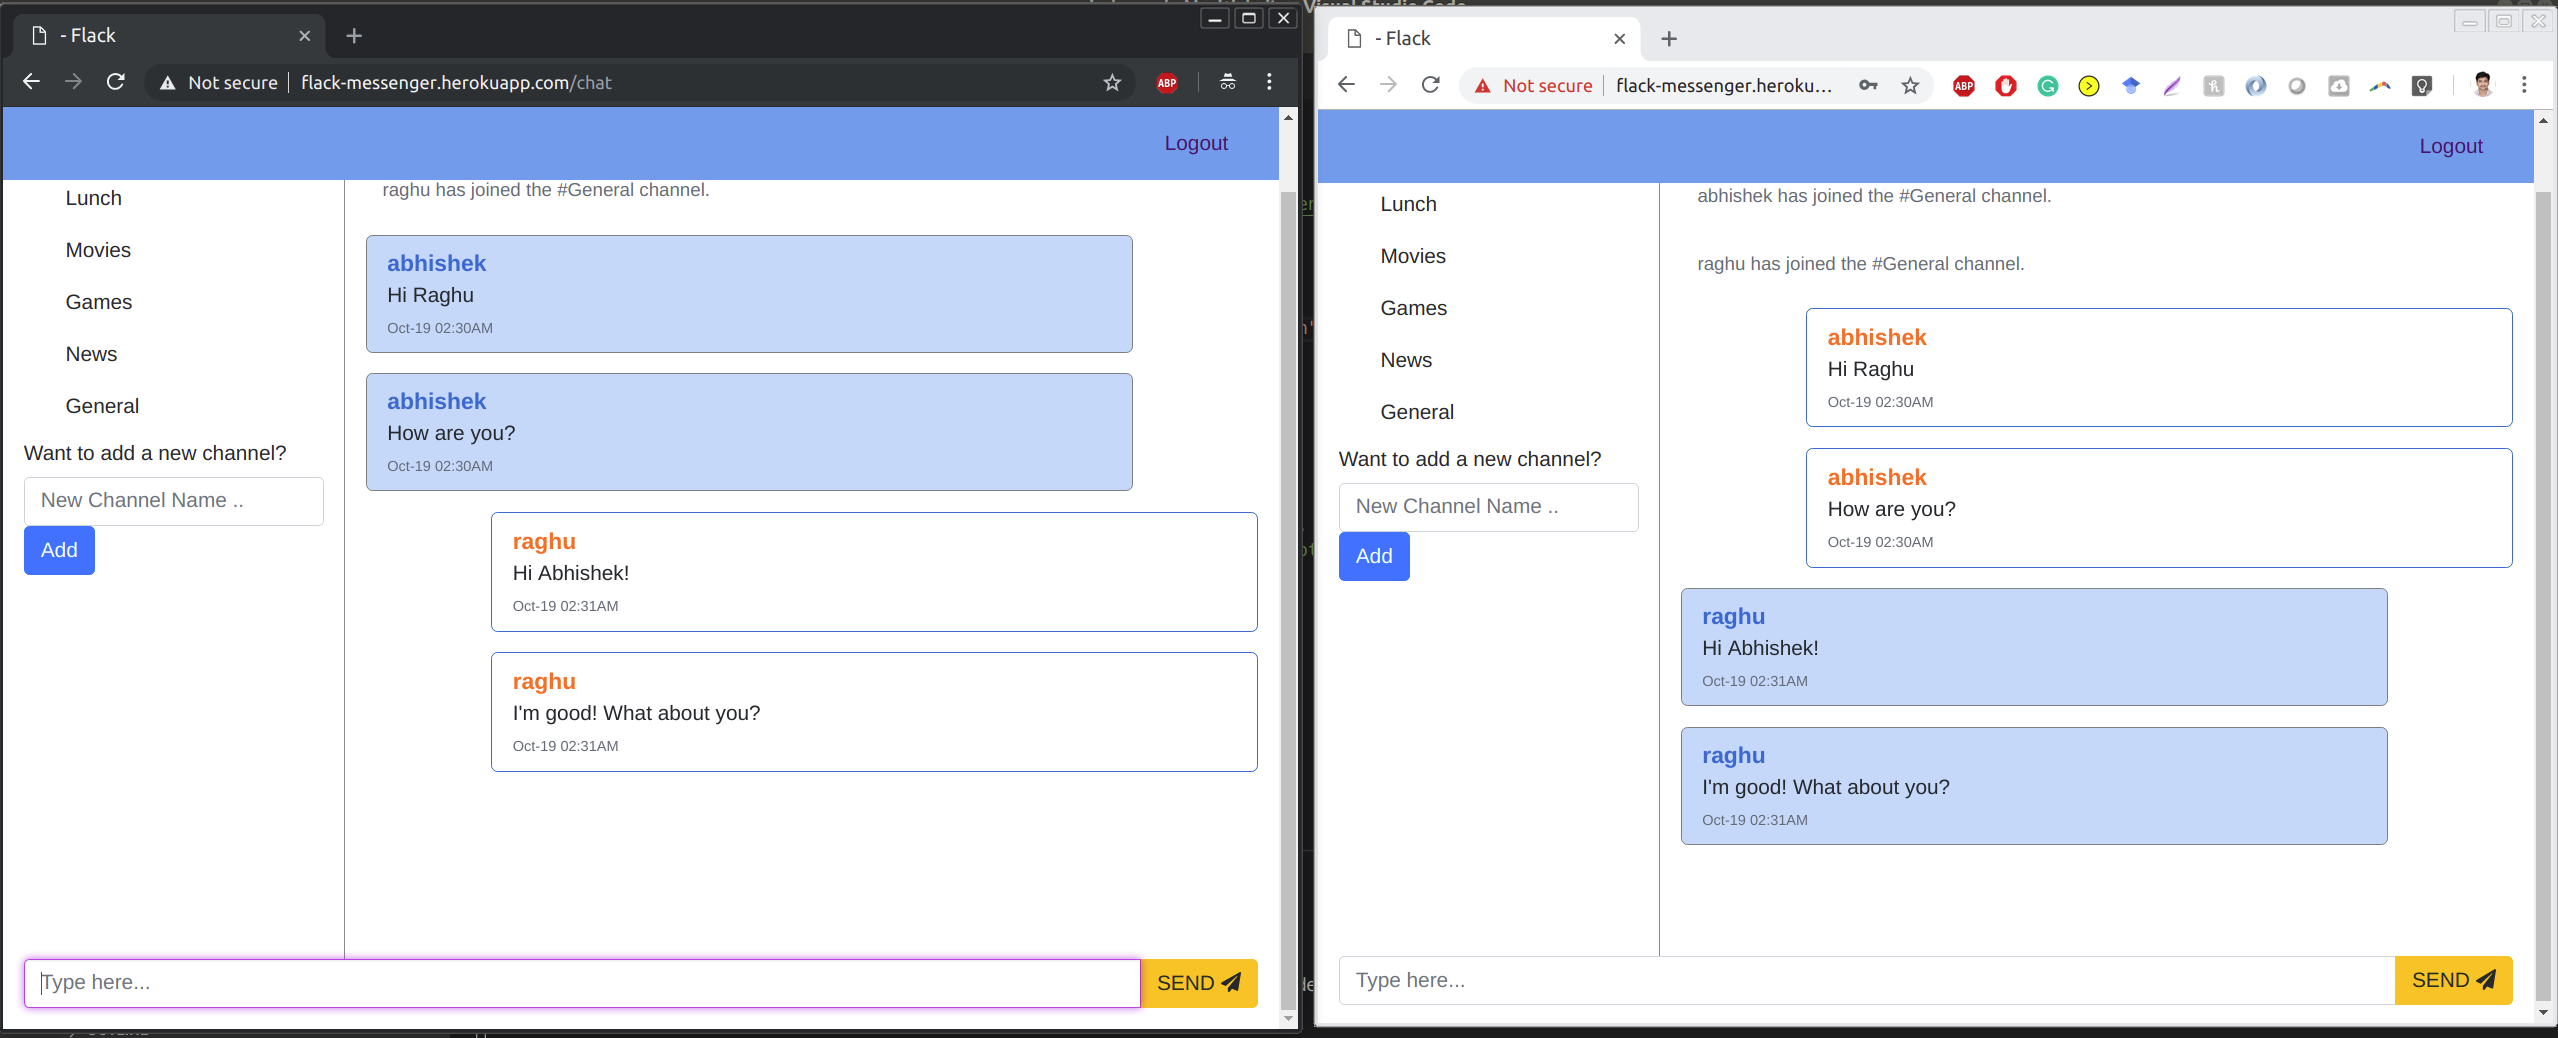 Visual Studio Code
- Flack
Not secure
flack-messenger.herokuapp.com/chat
ABP
Logout
Lunch
Movies
Games
News
General
Want to add a new channel?
New Channel Name ..
Add
raghu has joined the #General channel.
abhishek
Hi Raghu
Oct-19 02:30AM
abhishek
How are you?
Oct-19 02:30AM
raghu
Hi Abhishek!
Oct-19 02:31AM
raghu
I'm good! What about you?
Oct-19 02:31AM
Type here...
SEND
- Flack
Not secure
flack-messenger.heroku...
ABP
Logout
Lunch
Movies
Games
News
General
Want to add a new channel?
New Channel Name ..
Add
abhishek has joined the #General channel.
raghu has joined the #General channel.
abhishek
Hi Raghu
Oct-19 02:30AM
abhishek
How are you?
Oct-19 02:30AM
raghu
Hi Abhishek!
Oct-19 02:31AM
raghu
I'm good! What about you?
Oct-19 02:31AM
Type here...
SEND